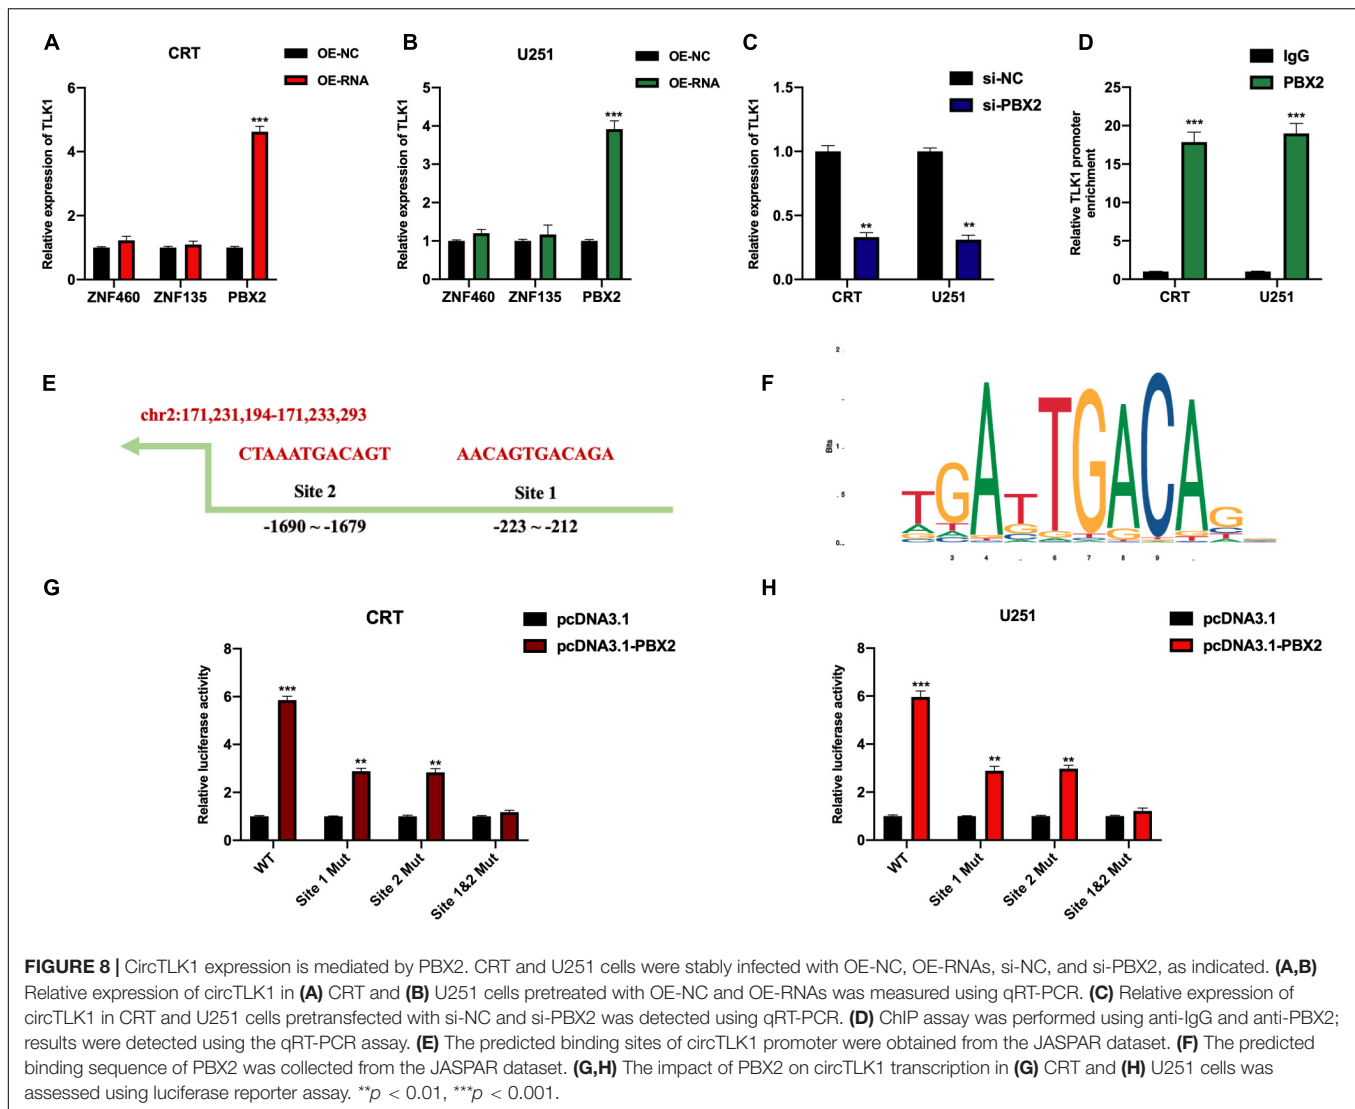 A
CRT
OE-NC
OE-RNA
Relative expression of TLK1
6
4
2
0
***
ZNF460 ZNF135 PBX2
B
U251
OE-NC
OE-RNA
Relative expression of TLK1
5
4
3
2
1
0
***
ZNF460 ZNF135 PBX2
C
si-NC
si-PBX2
Relative expression of TLK1
1.5
1.0
0.5
0.0
** **
CRT U251
D
IgG
PBX2
Relative TLK1 promoter
enrichment
25
20
15
10
5
0
*** ***
CRT U251
E
chr2:171,231,194-171,233,293
CTAAATGACAGT AACAGTGACAGA
Site 2 Site 1
-1690 ~ -1679 -223 ~ -212
F
2
Bits
1
.5
0
TGATTGACAG
3 4 6 7 8 9
G
CRT
pcDNA3.1
pcDNA3.1-PBX2
Relative luciferase activity
8
6
4
2
0
*** ** **
WT Site 1 Mut Site 2 Mut Site 1&2 Mut
H
U251
pcDNA3.1
pcDNA3.1-PBX2
Relative luciferase activity
8
6
4
2
0
*** ** **
WT Site 1 Mut Site 2 Mut Site 1&2 Mut
FIGURE 8 | CircTLK1 expression is mediated by PBX2. CRT and U251 cells were stably infected with OE-NC, OE-RNAs, si-NC, and si-PBX2, as indicated. (A,B)
Relative expression of circTLK1 in (A) CRT and (B) U251 cells pretreated with OE-NC and OE-RNAs was measured using qRT-PCR. (C) Relative expression of
circTLK1 in CRT and U251 cells pretransfected with si-NC and si-PBX2 was detected using qRT-PCR. (D) ChIP assay was performed using anti-IgG and anti-PBX2;
results were detected using the qRT-PCR assay. (E) The predicted binding sites of circTLK1 promoter were obtained from the JASPAR dataset. (F) The predicted
binding sequence of PBX2 was collected from the JASPAR dataset. (G,H) The impact of PBX2 on circTLK1 transcription in (G) CRT and (H) U251 cells was
assessed using luciferase reporter assay. **p < 0.01, ***p < 0.001.